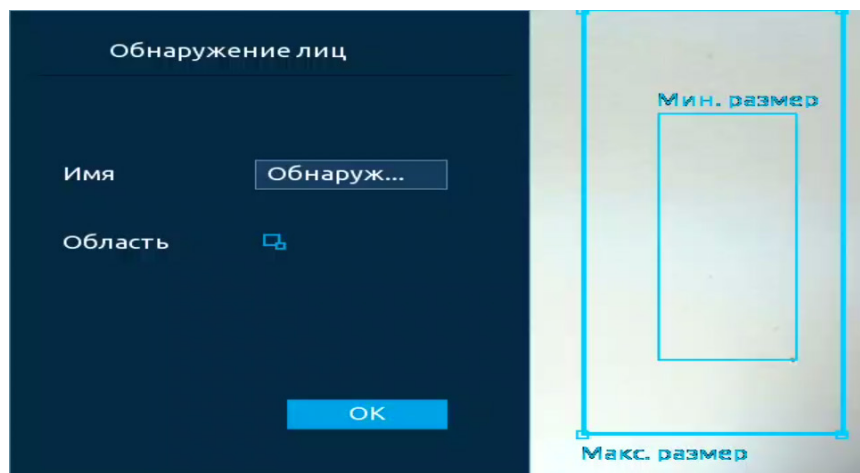 Обнаружение лиц
Мин. размер
Имя
Обнаруж...
Область
OK
Макс. размер